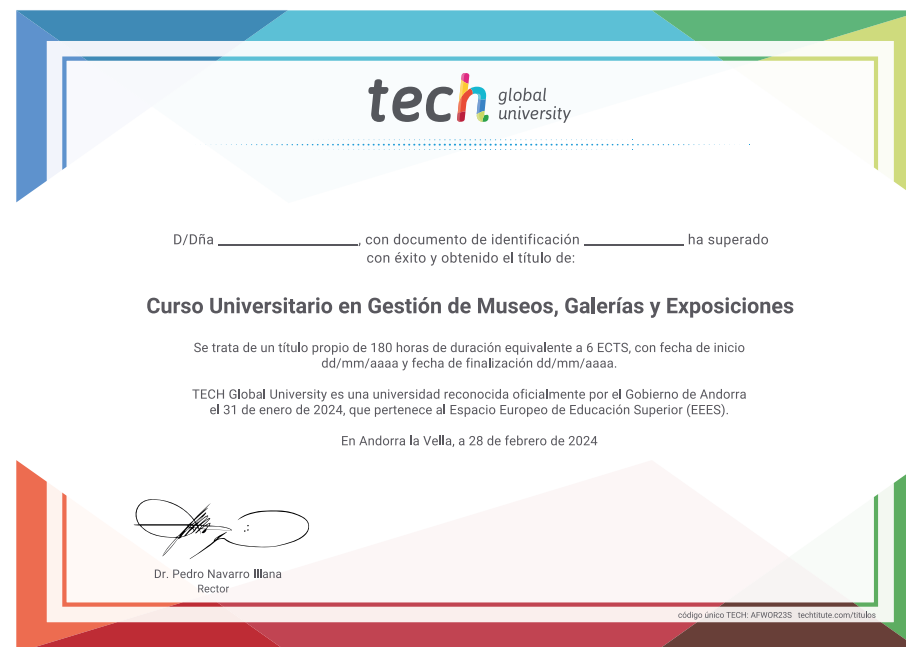 tech global university
D/Dña ______________, con documento de identificación __________ ha superado
con éxito y obtenido el título de:
Curso Universitario en Gestión de Museos, Galerías y Exposiciones
Se trata de un título propio de 180 horas de duración equivalente a 6 ECTS, con fecha de inicio
dd/mm/aaaa y fecha de finalización dd/mm/aaaa.
TECH Global University es una universidad reconocida oficialmente por el Gobierno de Andorra
el 31 de enero de 2024, que pertenece al Espacio Europeo de Educación Superior (EEES).
En Andorra la Vella, a 28 de febrero de 2024
Dr. Pedro Navarro Illana
Rector
código único TECH: AFWOR23S techtitute.com/titulos